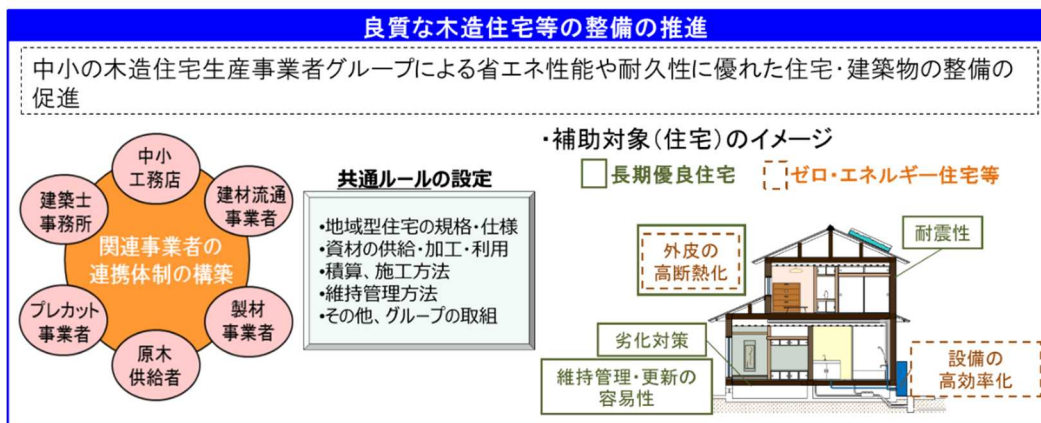 良質な木造住宅等の整備の推進
中小の木造住宅生産事業者グループによる省エネ性能や耐久性に優れた住宅・建築物の整備の
促進
中小
工務店
建築士
事務所
建材流通
事業者
関連事業者の
連携体制の構築
プレカット
事業者
製材
事業者
原木
供給者
共通ルールの設定
•地域型住宅の規格・仕様
•資材の供給・加工・利用
•積算、施工方法
•維持管理方法
•その他、グループの取組
・補助対象(住宅)のイメージ
長期優良住宅
ゼロ・エネルギー住宅等
外皮の
高断熱化
耐震性
劣化対策
維持管理・更新の
容易性
設備の
高効率化